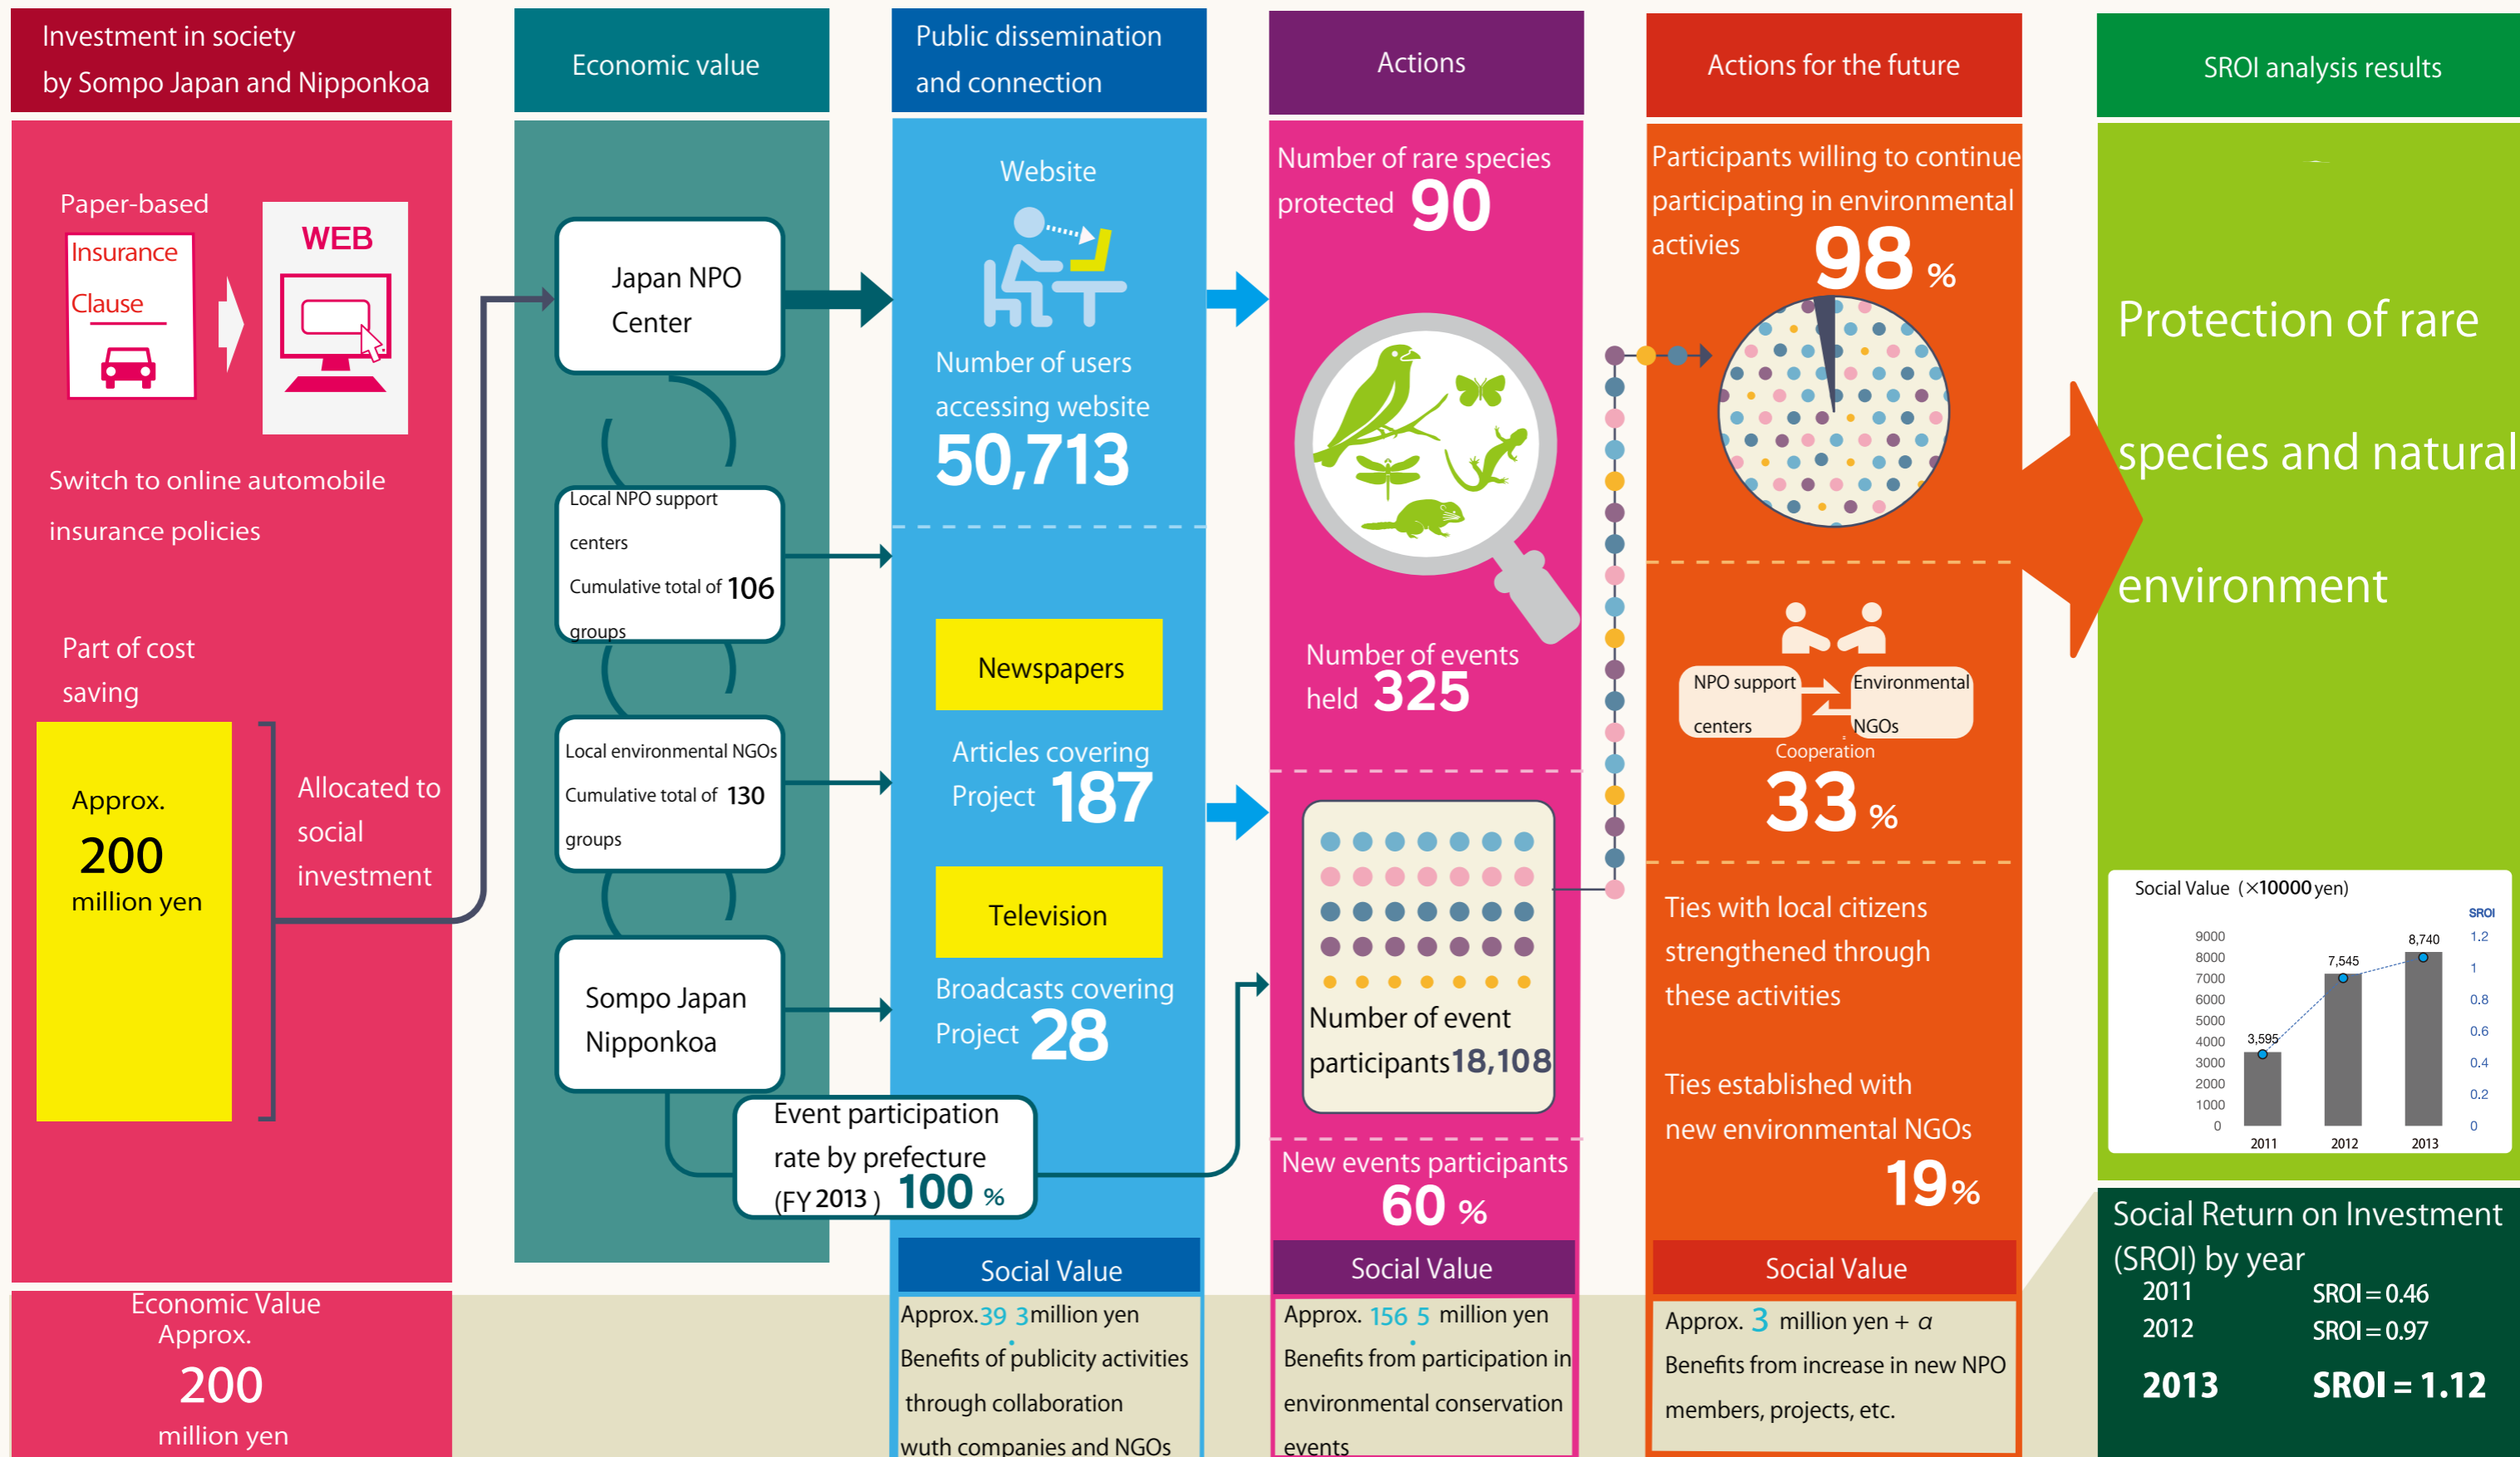 Investment in society
by Sompo Japan and Nipponkoa
Paper-based
Insurance
Clause
WEB
Switch to online automobile
insurance policies
Part of cost
saving
Approx.
200
million yen
Allocated to
social
investment
Economic Value
Approx.
200
million yen
Economic value
Japan NPO
Center
Local NPO support
centers
Cumulative total of 106
groups
Local environmental NGOs
Cumulative total of 130
groups
Sompo Japan
Nipponkoa
Event participation
rate by prefecture
(FY 2013 ) 100 %
Public dissemination
and connection
Website
Number of users
accessing website
50,713
Newspapers
Articles covering
Project 187
Television
Broadcasts covering
Project 28
Social Value
Approx. 39.3 million yen
Benefits of publicity activities
through collaboration
wuth companies and NGOs
Actions
Number of rare species
protected 90
Number of events
held 325
Number of event
participants 18,108
New events participants
60 %
Social Value
Approx. 156.5 million yen
Benefits from participation in
environmental conservation
events
Actions for the future
Participants willing to continue
participating in environmental
activies 98 %
NPO support
centers
Environmental
NGOs
Cooperation
33 %
Ties with local citizens
strengthened through
these activities
Ties established with
new environmental NGOs
19%
Social Value
Approx. 3 million yen + α
Benefits from increase in new NPO
members, projects, etc.
SROI analysis results
Protection of rare
species and natural
environment
Social Value (×10000 yen)
SROI
9000
8000
7000
6000
5000
4000
3000
2000
1000
0
3,595
7,545
8,740
1.2
1
0.8
0.6
0.4
0.2
0
2011 2012 2013
Social Return on Investment
(SROI) by year
2011 SROI = 0.46
2012 SROI = 0.97
2013 SROI = 1.12